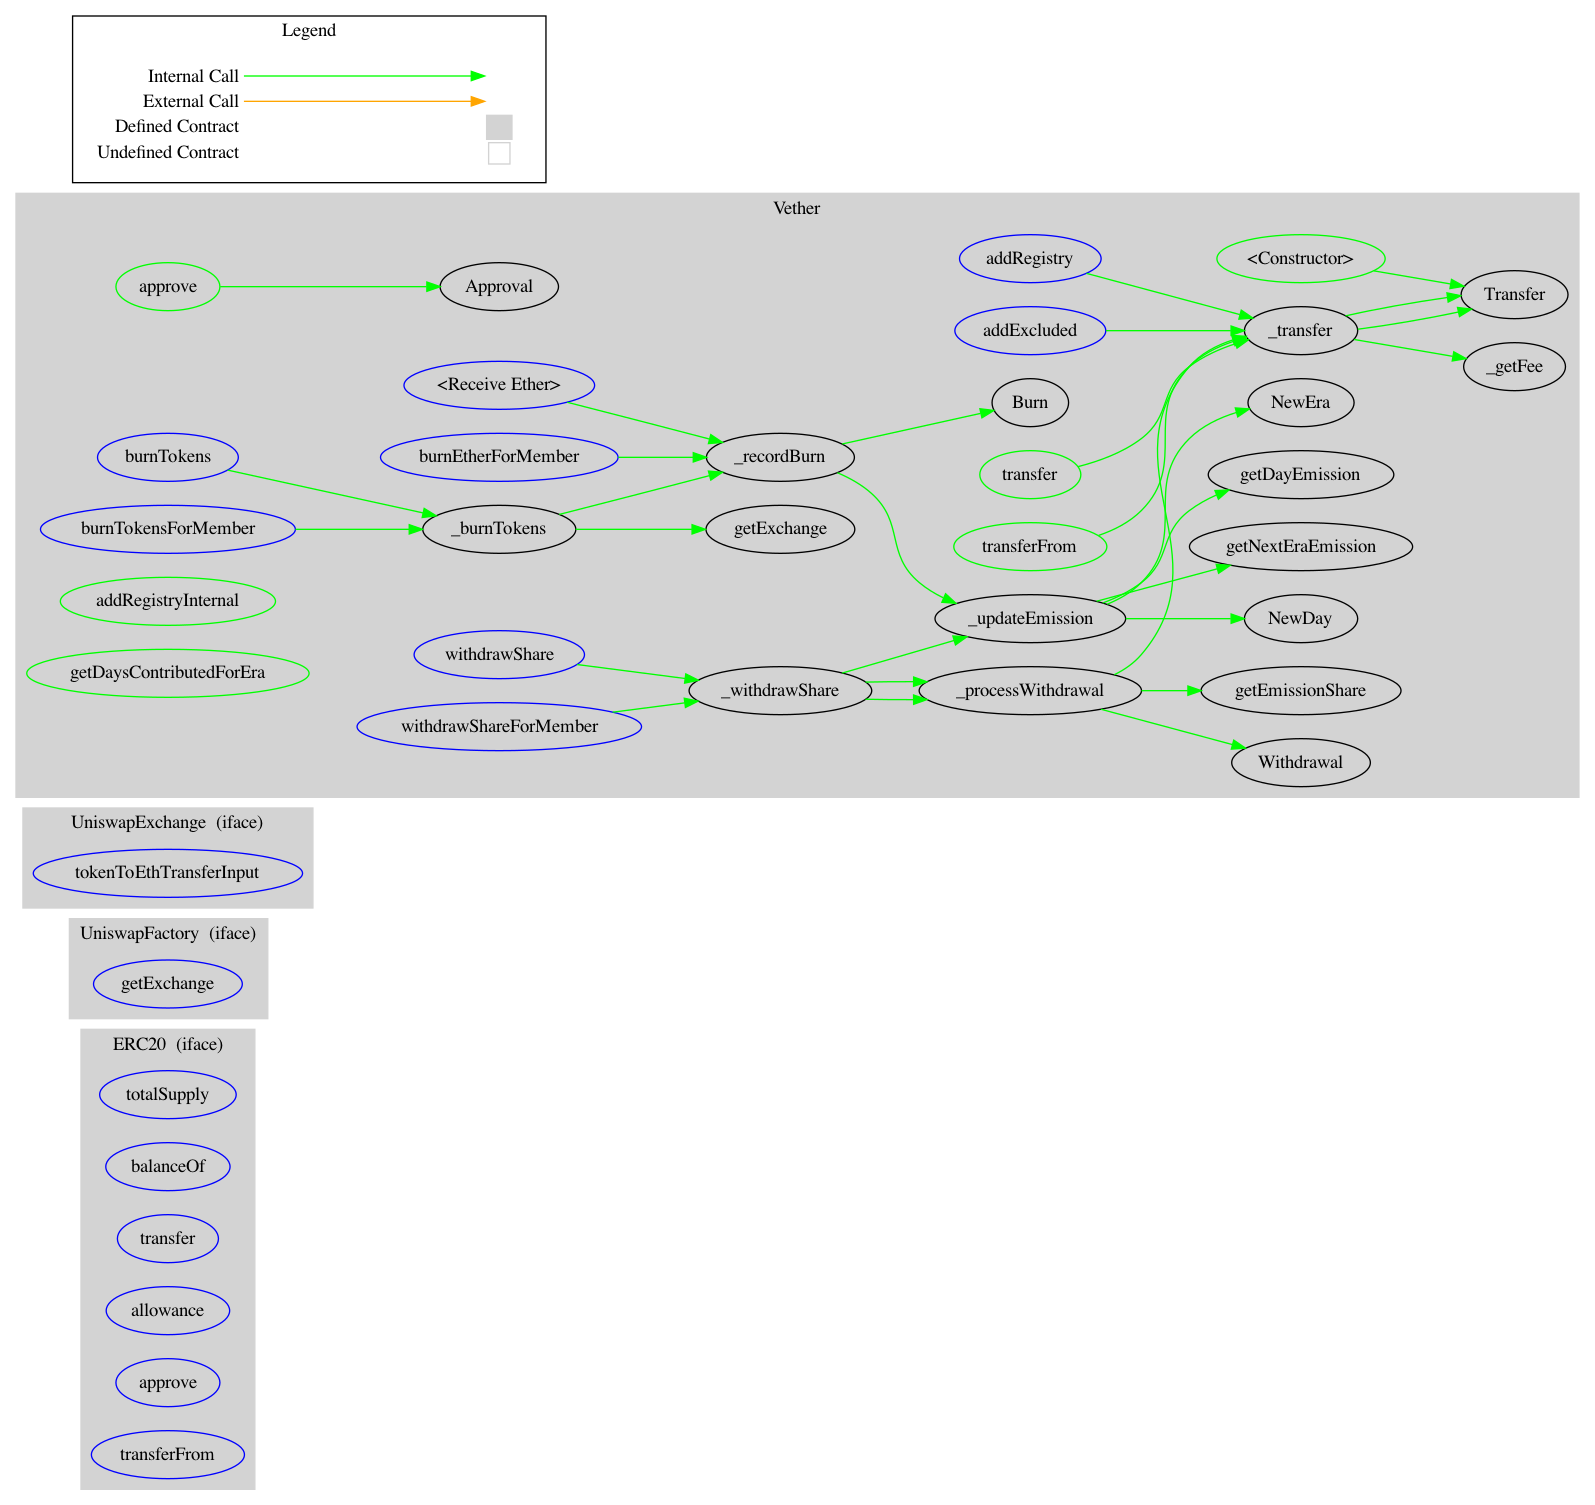 Legend
Internal Call
External Call
Defined Contract
Undefined Contract
Vether
approve
Approval
<Receive Ether>
burnTokens
burnEtherForMember
burnTokensForMember
_burnTokens
addRegistryInternal
getDaysContributedForEra
withdrawShare
withdrawShareForMember
_recordBurn
getExchange
_withdrawShare
addRegistry
addExcluded
Burn
transfer
transferFrom
_updateEmission
_processWithdrawal
<Constructor>
_transfer
NewEra
getDayEmission
getNextEraEmission
NewDay
getEmissionShare
Withdrawal
Transfer
_getFee
UniswapExchange  (iface)
tokenToEthTransferInput
UniswapFactory  (iface)
getExchange
ERC20  (iface)
totalSupply
balanceOf
transfer
allowance
approve
transferFrom